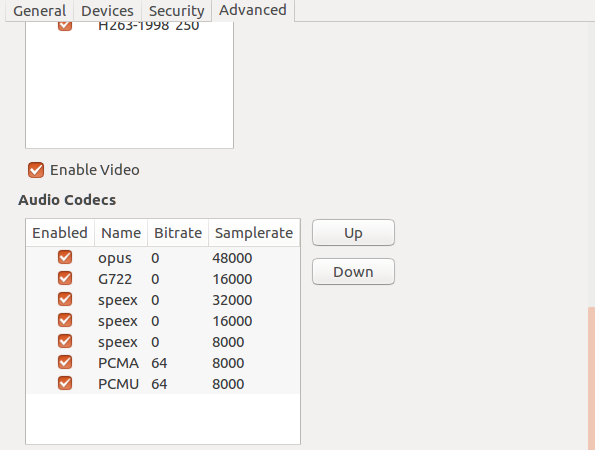 General Devices Security Advanced
H263-1998 250
Enable Video
Audio Codecs
Enabled Name Bitrate Samplerate
Up
opus 0 48000
Down
G722 0 16000
speex 0 32000
speex 0 16000
speex 0 8000
PCMA 64 8000
PCMU 64 8000